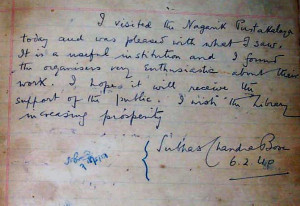 I visited the Nagarik Pustakalaya
today and was pleased with what I saw.
It is a useful institution and I found
the organisers very enthusiastic about their
work. I hope it will receive the
support of the public. I wish the Library
increasing prosperity
Subhas Chandra Bose
6.2